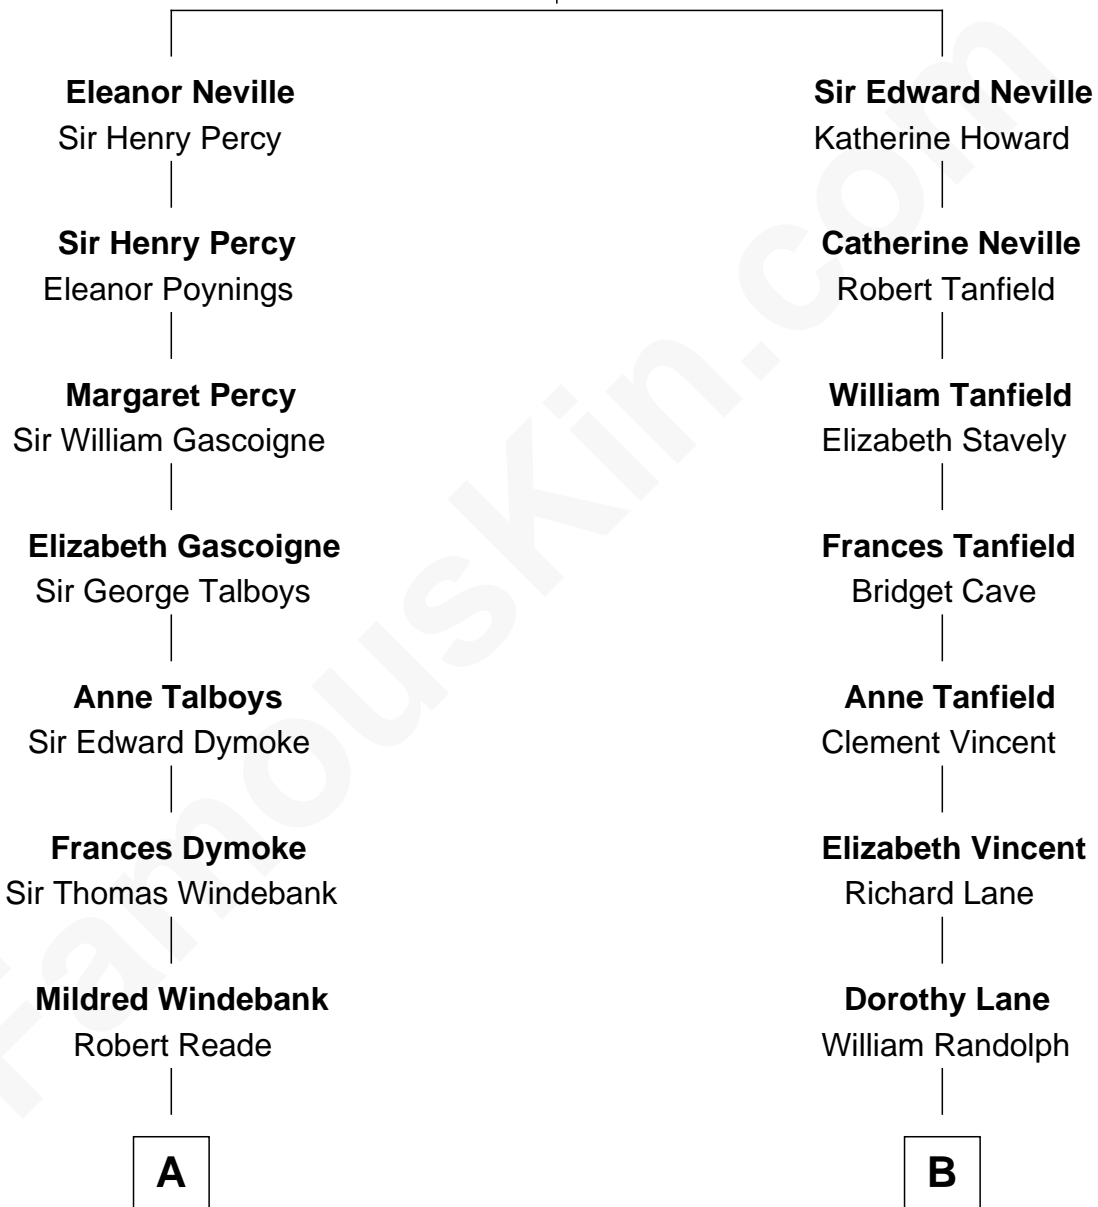 Eleanor Neville
Sir Henry Percy
Sir Edward Neville
Katherine Howard
Sir Henry Percy
Eleanor Poynings
Catherine Neville
Robert Tanfield
Margaret Percy
Sir William Gascoigne
William Tanfield
Elizabeth Stavely
Elizabeth Gascoigne
Sir George Talboys
Frances Tanfield
Bridget Cave
Anne Talboys
Sir Edward Dymoke
Anne Tanfield
Clement Vincent
Frances Dymoke
Sir Thomas Windebank
Elizabeth Vincent
Richard Lane
Mildred Windebank
Robert Reade
Dorothy Lane
William Randolph
A
B
FamousKin.com